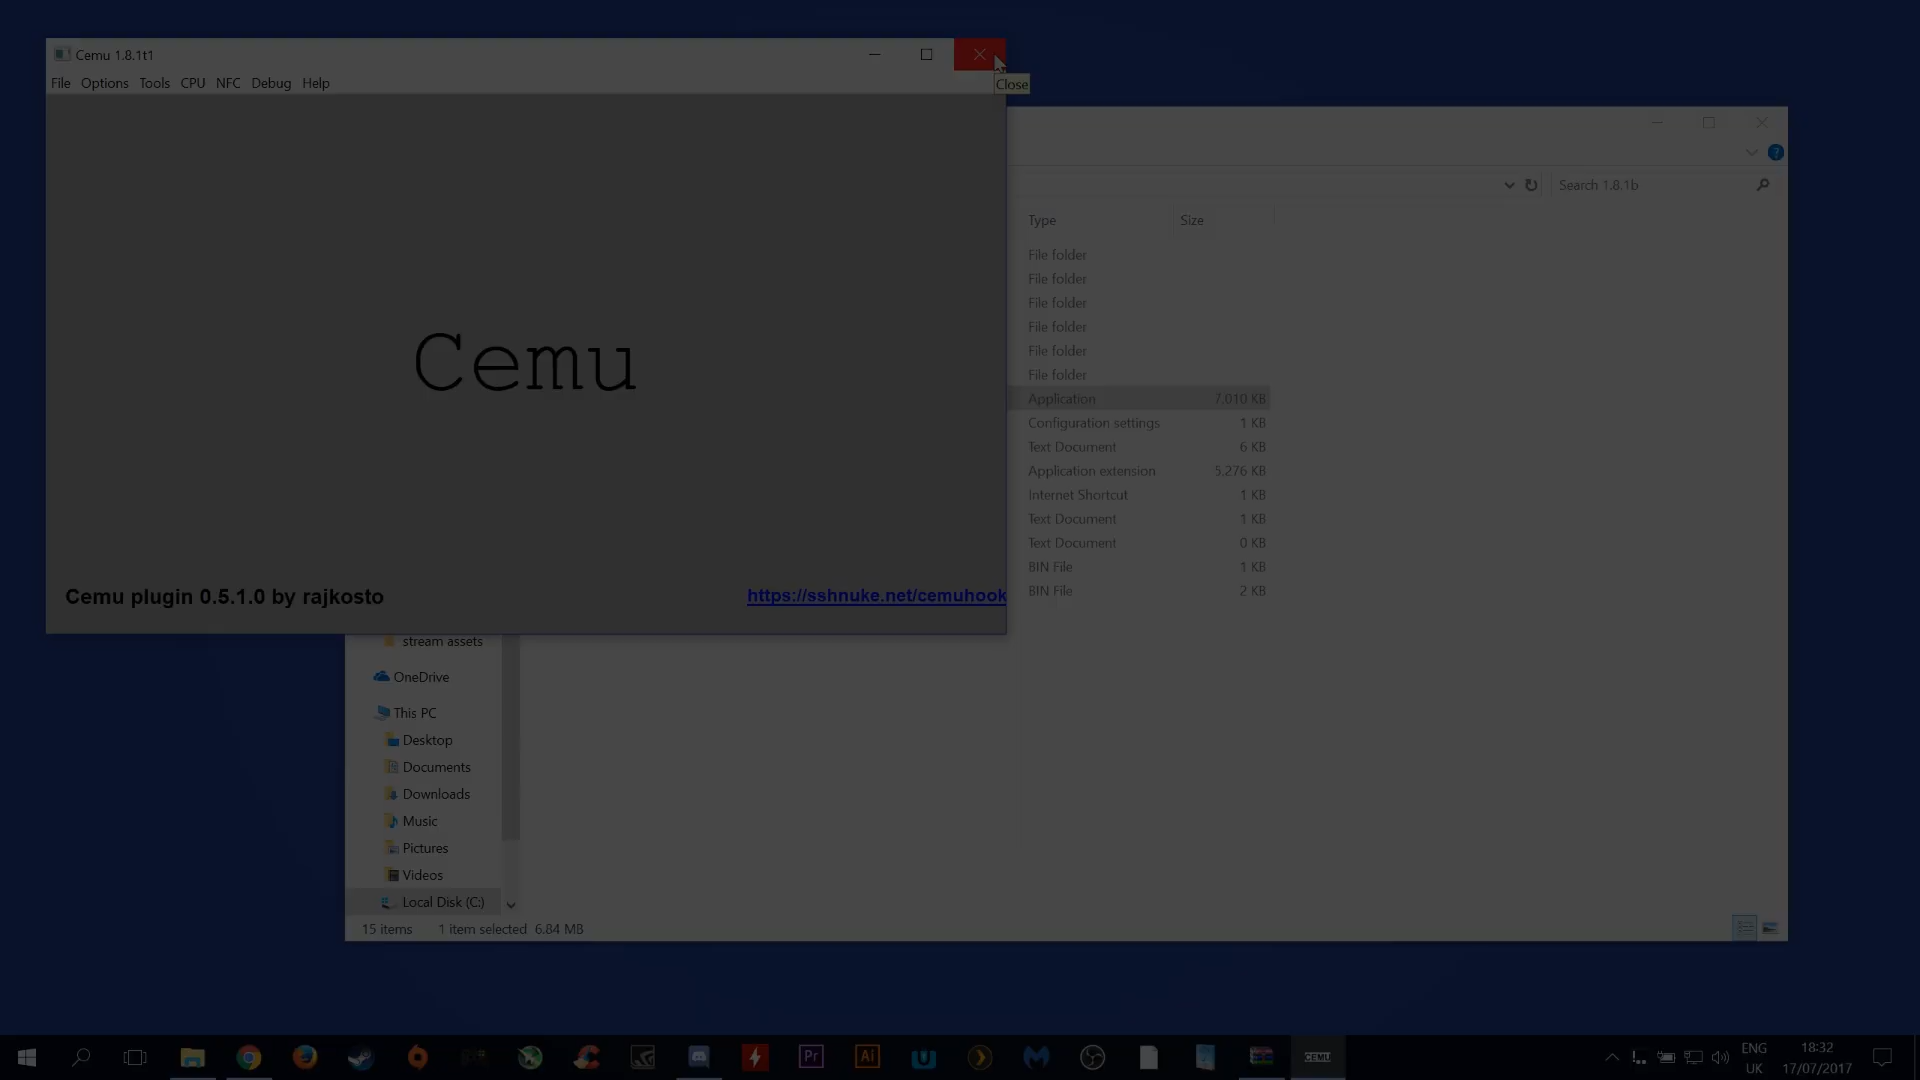 Cemu 1.8.1t1
File Options Tools CPU NFC Debug Help
Close
Cemu
Cemu plugin 0.5.1.0 by rajkosto
https://sshnuke.net/cemuhook
Search 1.8.1b
Type Size
File folder
File folder
File folder
File folder
File folder
File folder
Application 7,010 KB
Configuration settings 1 KB
Text Document 6 KB
Application extension 5,276 KB
Internet Shortcut 1 KB
Text Document 1 KB
Text Document 0 KB
BIN File 1 KB
BIN File 2 KB
stream assets
OneDrive
This PC
Desktop
Documents
Downloads
Music
Pictures
Videos
Local Disk (C:)
15 items 1 item selected 6.84 MB
Pr
Ai
CEMU
ENG
UK
18:32
17/07/2017